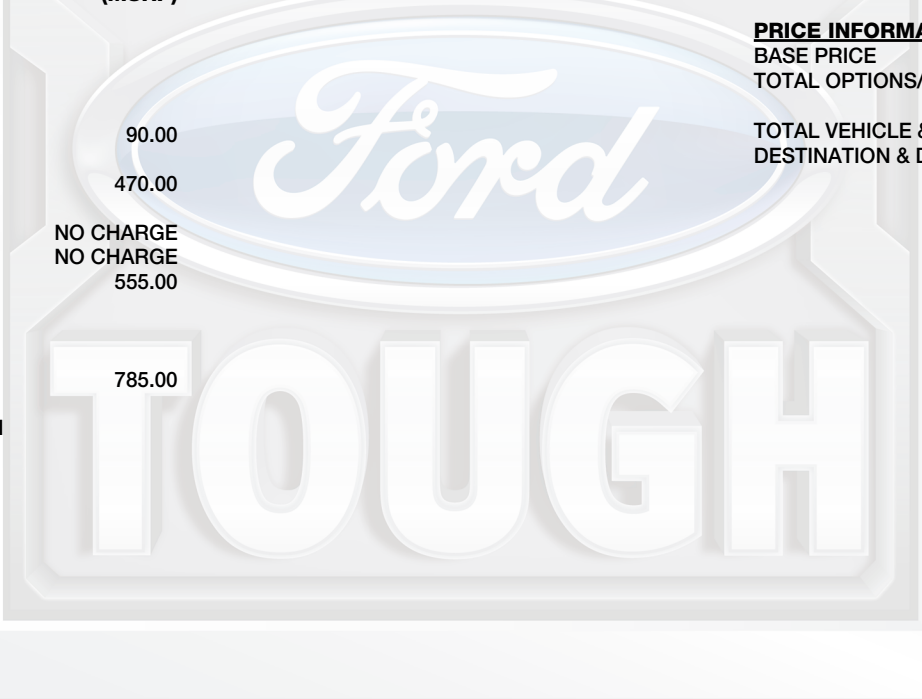 (MSRP)
90.00
470.00
NO CHARGE
NO CHARGE
555.00
785.00
PRICE INFORMA
BASE PRICE
TOTAL OPTIONS/
TOTAL VEHICLE &
DESTINATION & D
Ford
TOUGH